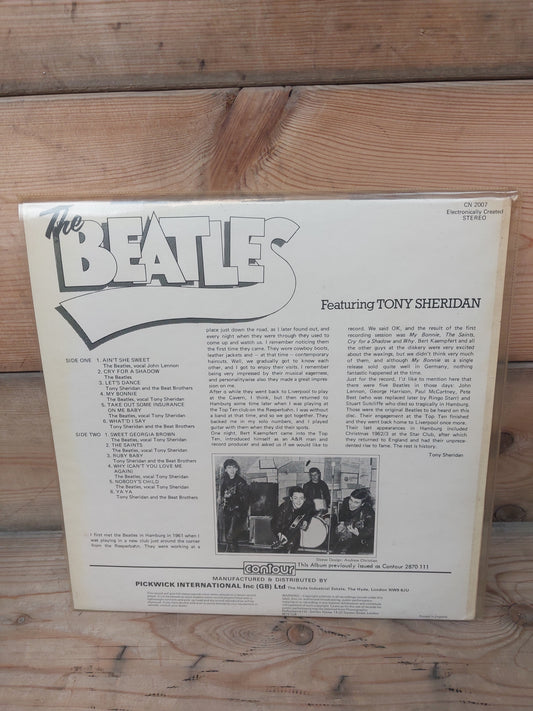 The
BEATLES
CN 2007
Electronically Created
STEREO
Featuring TONY SHERIDAN
SIDE ONE 1. AIN'T SHE SWEET
The Beatles, vocal John Lennon
2. CRY FOR A SHADOW
The Beatles
3. LET'S DANCE
Tony Sheridan and the Beat Brothers
4. MY BONNIE
The Beatles, vocal Tony Sheridan
5. TAKE OUT SOME INSURANCE
ON ME BABY
The Beatles, vocal Tony Sheridan
6. WHAT'D I SAY
Tony Sheridan and the Beat Brothers
SIDE TWO 1. SWEET GEORGIA BROWN
The Beatles, vocal Tony Sheridan
2. THE SAINTS
The Beatles, vocal Tony Sheridan
3. RUBY BABY
Tony Sheridan and the Beat Brothers
4. WHY (CAN'T YOU LOVE ME
AGAIN)
The Beatles, vocal Tony Sheridan
5. NOBODY'S CHILD
The Beatles, vocal Tony Sheridan
6. YA YA
Tony Sheridan and the Beat Brothers
I first met the Beatles in Hamburg in 1961 when I
was playing in a new club just around the corner
from the Reeperbahn. They were working at a
place just down the road, as I later found out, and
every night when they were through they used to
come up and watch us. I remember noticing them
the first time they came. They wore cowboy boots,
leather jackets and – at the time – contemporary
haircuts. Well, we gradually got to know each
other, and I got to enjoy their visits. I remember
being very impressed by their musical eagerness,
and personalitywise also they made a great impres-
sion on me.
After a while they went back to Liverpool to play
at the Cavern, I think, but then returned to
Hamburg some time later when I was playing at
the Top Ten club on the Reeperbahn. I was without
a band at that time, and so we got together. They
backed me in my solo numbers, and I played
guitar with them when they did their spots.
One night, Bert Kaempfert came into the Top
Ten, introduced himself as an A&R man and
record producer and asked us if we would like to
record. We said OK, and the result of the first
recording session was My Bonnie, The Saints,
Cry for a Shadow and Why. Bert Kaempfert and all
the other guys at the diskery were very excited
about the waxings, but we didn't think very much
of them, and although My Bonnie as a single
release sold quite well in Germany, nothing
fantastic happened at the time.
Just for the record, I'd like to mention here that
there were five Beatles in those days: John
Lennon, George Harrison, Paul McCartney, Pete
Best (who was replaced later by Ringo Starr) and
Stuart Sutcliffe who died so tragically in Hamburg.
Those were the original Beatles to be heard on this
disc. Their engagement at the Top Ten finished
and they went back home to Liverpool once more.
Their last appearances in Hamburg included
Christmas 1962/3 at the Star Club, after which
they returned to England and had their unprece-
dented rise to fame. The rest is history.
Tony Sheridan
Sleeve Design: Andrew Christian
contour
This Album previously issued as Contour 2870.111
MANUFACTURED & DISTRIBUTED BY
PICKWICK INTERNATIONAL Inc (GB) Ltd The Hyde Industrial Estate, The Hyde, London NW9 6JU
Printed in England